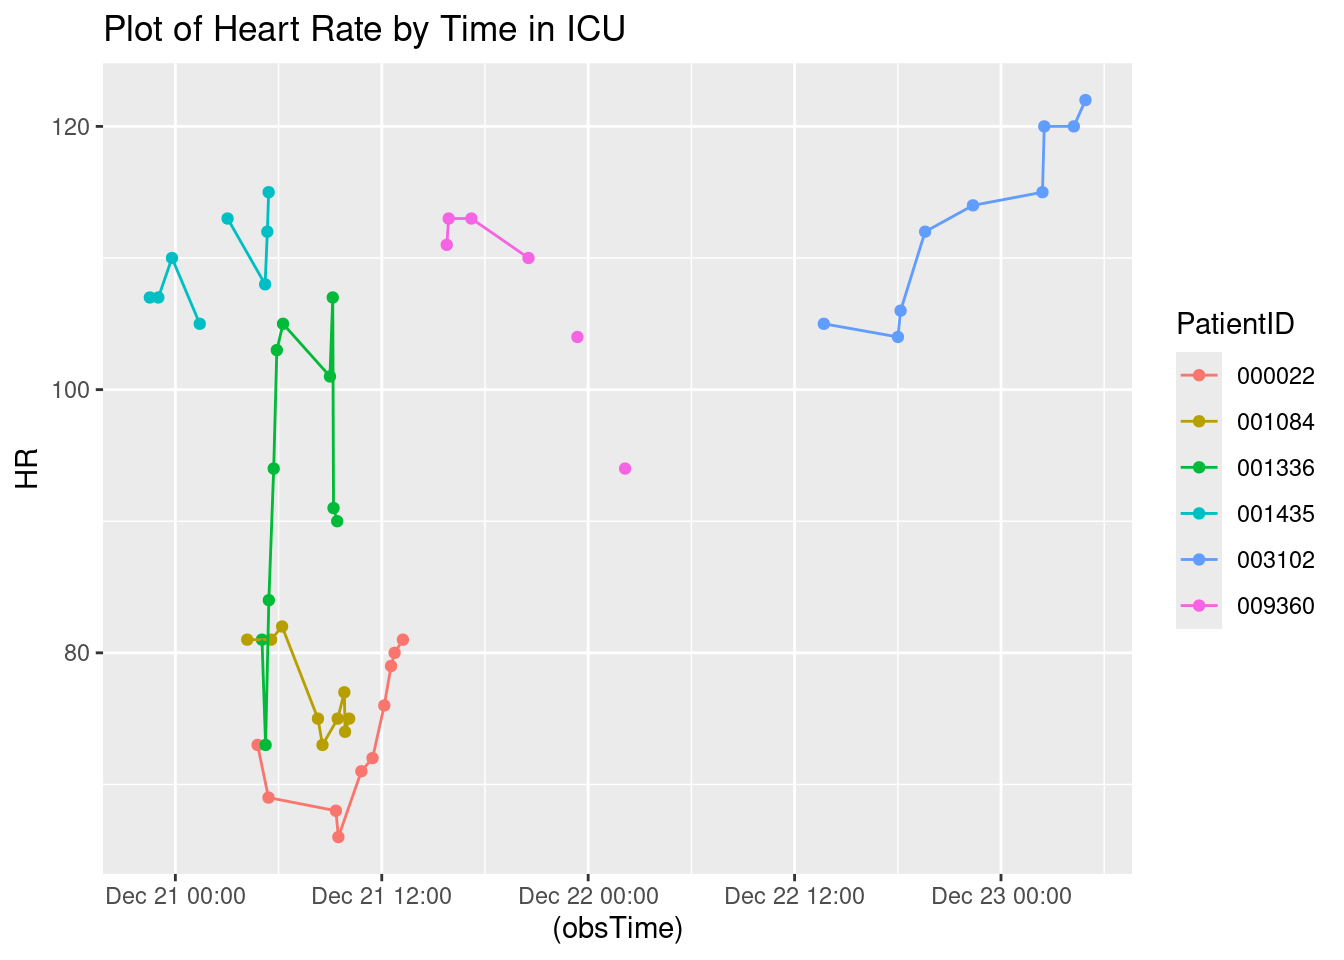 Plot of Heart Rate by Time in ICU
120
100
80
HR
Dec 21 00:00
Dec 21 12:00
Dec 22 00:00
Dec 22 12:00
Dec 23 00:00
(obsTime)
PatientID
000022
001084
001336
001435
003102
009360